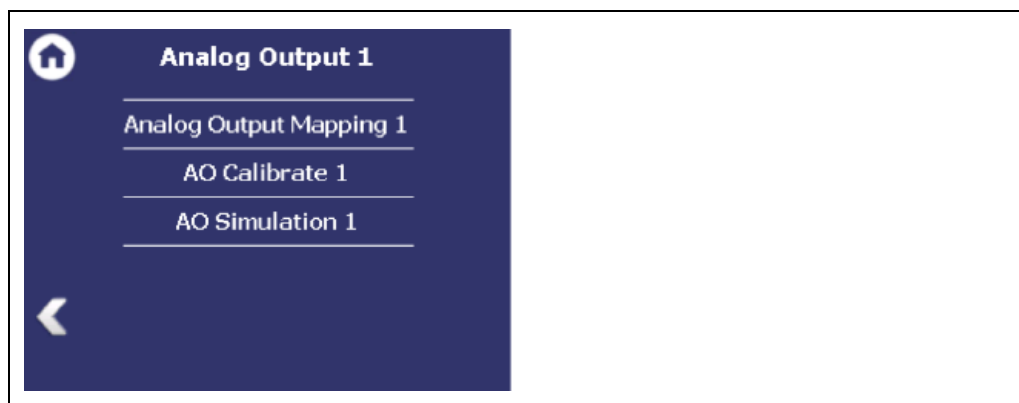 Analog Output 1
Analog Output Mapping 1
AO Calibrate 1
AO Simulation 1